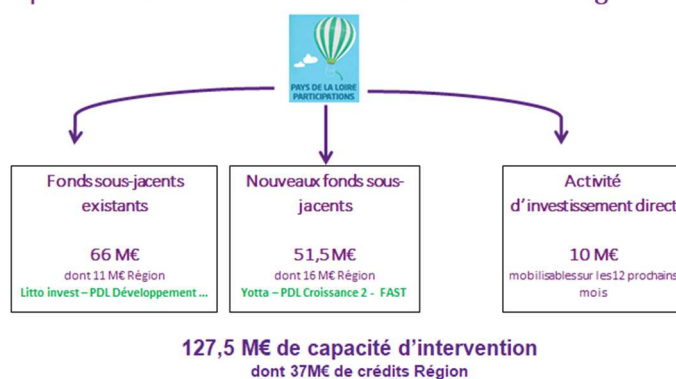 PAYS DE LA LOIRE
PARTICIPATIONS
Fonds sous-jacents
existants
66 M€
dont 11 M€ Région
Litto invest – PDL Développement ...
Nouveaux fonds sous-
jacents
51,5M€
dont 16 M€ Région
Yotta – PDL Croissance 2 - FAST
Activité
d'investissement direct
10 M€
mobilisables sur les 12 prochains
mois
127,5 M€ de capacité d'intervention
dont 37M€ de crédits Région